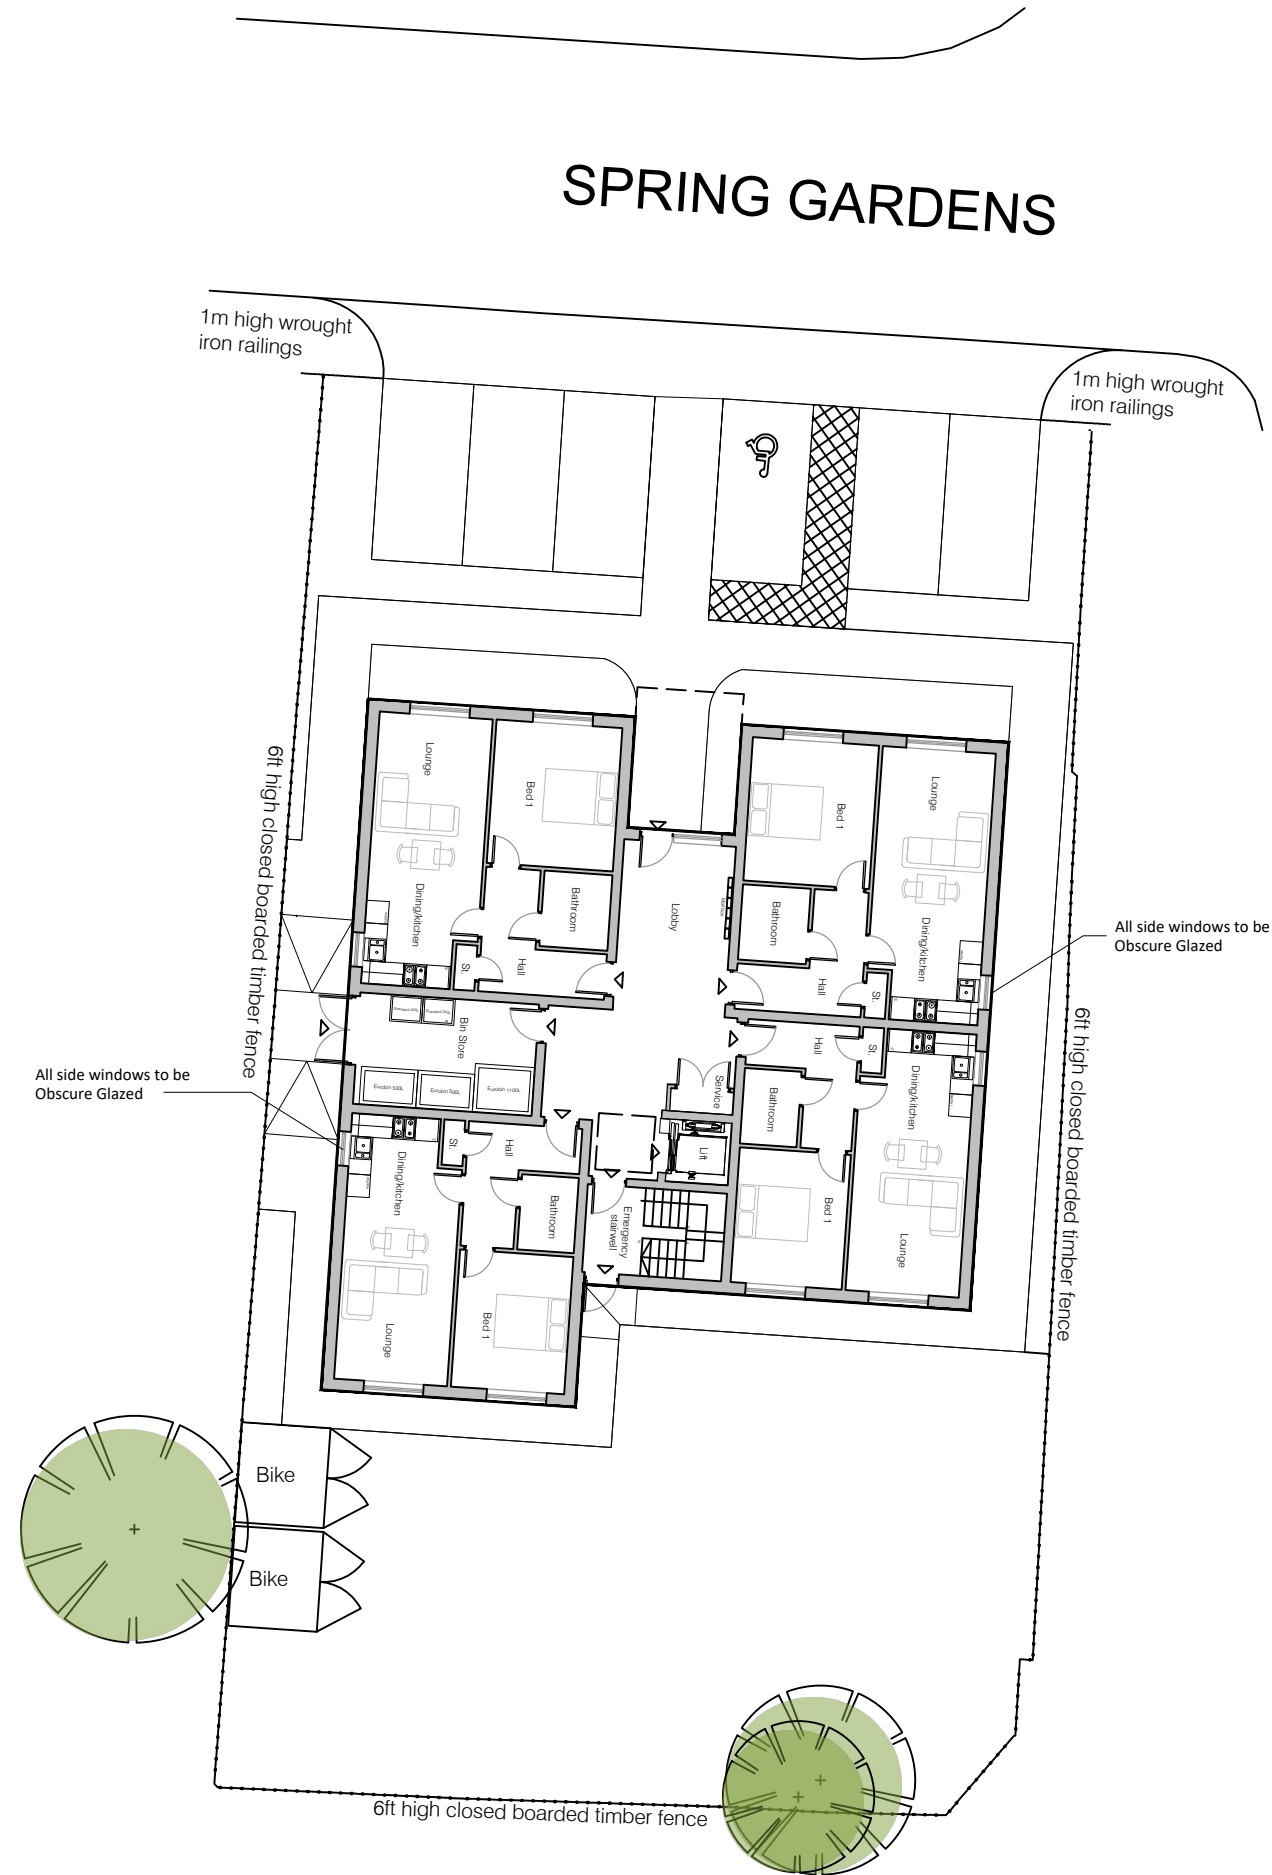 SPRING GARDENS
1m high wrought
iron railings
1m high wrought
iron railings
6ft high closed boarded timber fence
Lounge
Bed 1
Bed 1
Lounge
Dining/kitchen
Bathroom
Lobby
Mail box
Bathroom
Dining/kitchen
All side windows to be
Obscure Glazed
St.
Hall
Hall
St.
6ft high closed boarded timber fence
Bin Store
Hall
St.
Dining/kitchen
All side windows to be
Obscure Glazed
Eurobin 500L
Eurobin 500L
Eurobin 1100L
Service
Bathroom
Dining/kitchen
St.
Hall
Lift
Bathroom
Emergency
stairwell
Bed 1
Lounge
Lounge
Bed 1
Bike
Bike
6ft high closed boarded timber fence